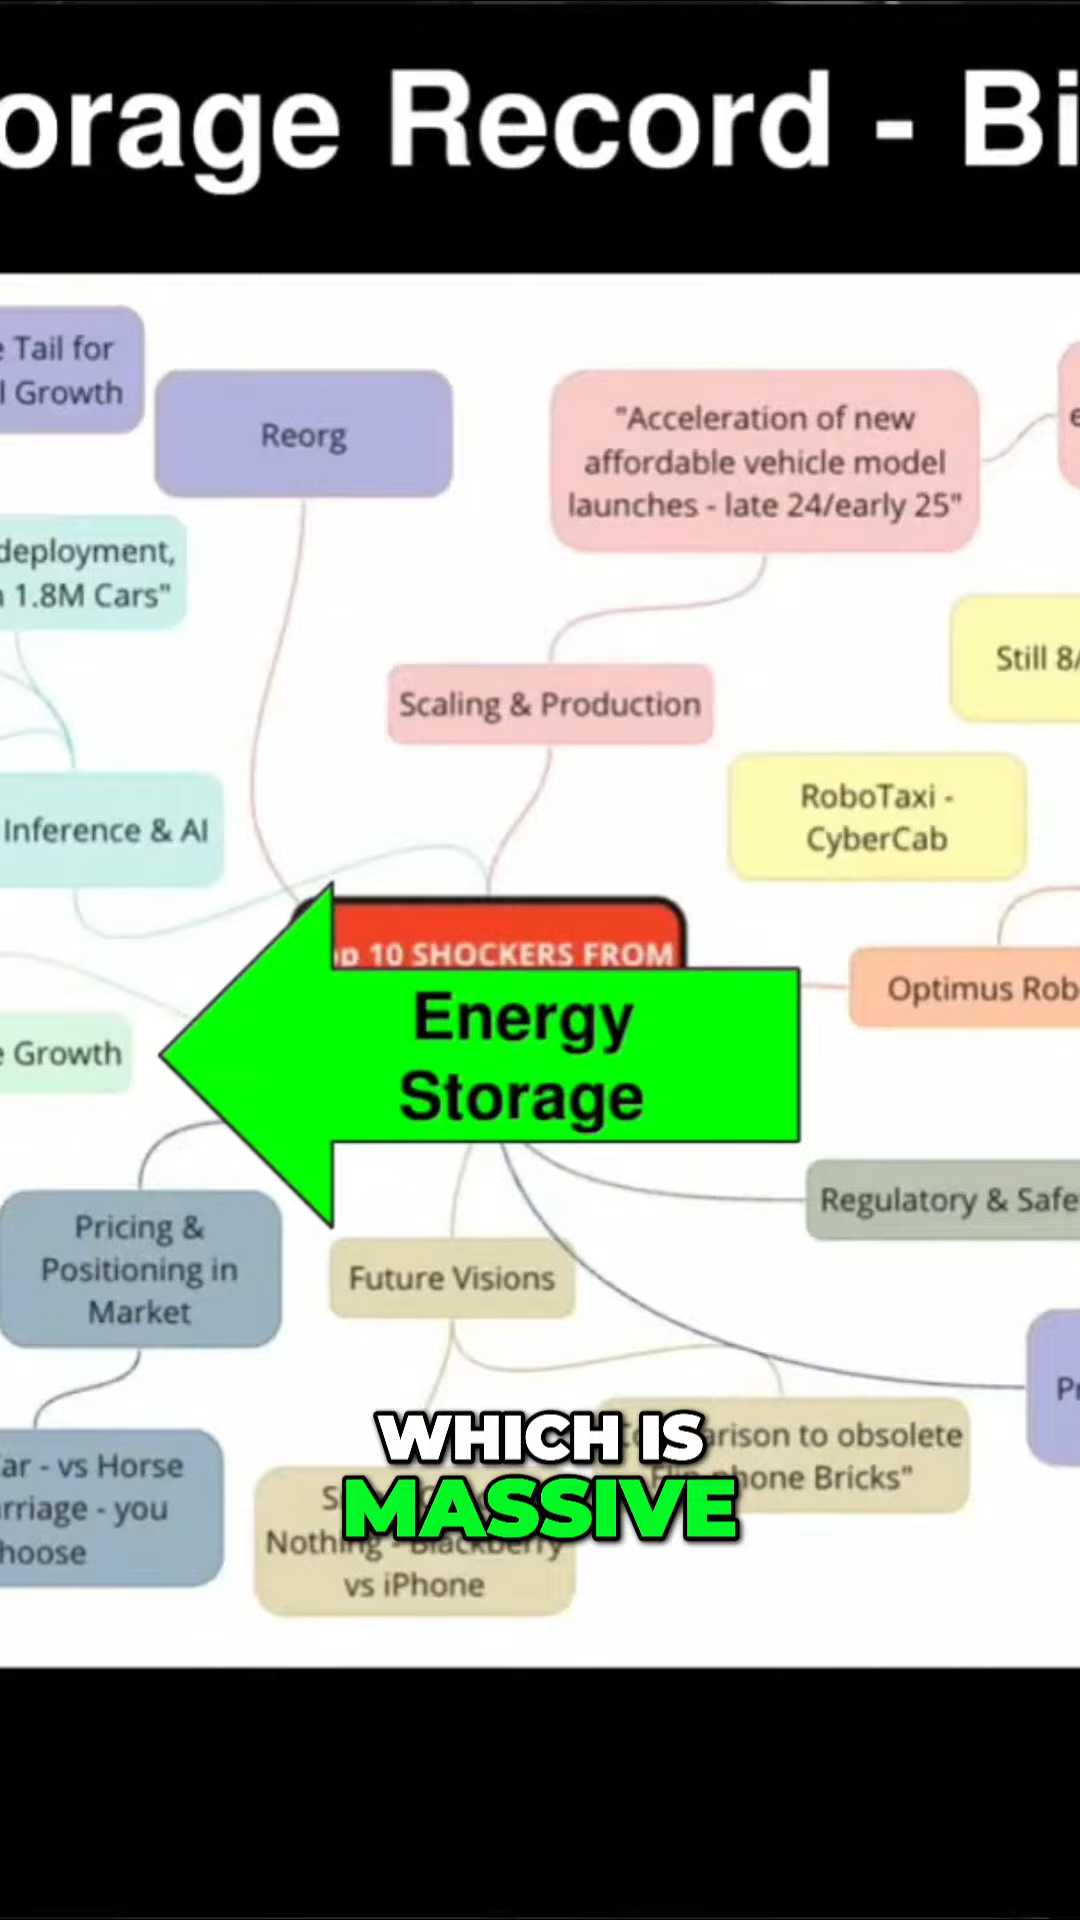 orage Record - Bi
e Tail for
l Growth
Reorg
"Acceleration of new
affordable vehicle model
launches - late 24/early 25"
deployment,
1.8M Cars"
Still 8/
Scaling & Production
RoboTaxi -
CyberCab
Inference & AI
10 SHOCKERS FROM
Energy
Storage
Optimus Rob
e Growth
Regulatory & Safe
Pricing &
Positioning in
Market
Future Visions
Pr
WHICH IS
MASSIVE
arison to obsolete
phone Bricks"
ar - vs Horse
rriage - you
hoose
Nothing - Blackberry
vs iPhone